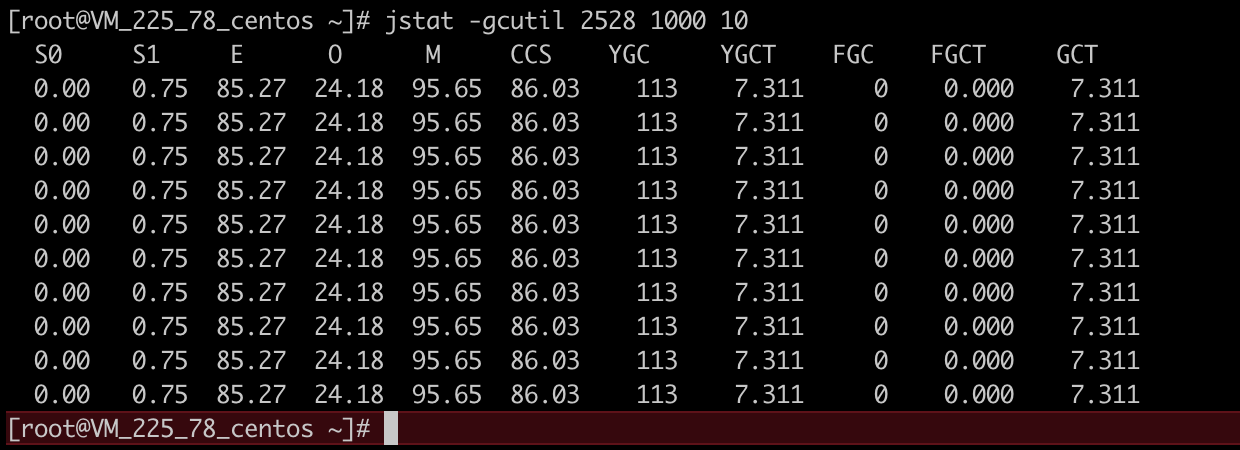 [root@VM_225_78_centos ~]# jstat -gcutil 2528 1000 10
S0 S1 E O M CCS YGC YGCT FGC FGCT GCT
0.00 0.75 85.27 24.18 95.65 86.03 113 7.311 0 0.000 7.311
0.00 0.75 85.27 24.18 95.65 86.03 113 7.311 0 0.000 7.311
0.00 0.75 85.27 24.18 95.65 86.03 113 7.311 0 0.000 7.311
0.00 0.75 85.27 24.18 95.65 86.03 113 7.311 0 0.000 7.311
0.00 0.75 85.27 24.18 95.65 86.03 113 7.311 0 0.000 7.311
0.00 0.75 85.27 24.18 95.65 86.03 113 7.311 0 0.000 7.311
0.00 0.75 85.27 24.18 95.65 86.03 113 7.311 0 0.000 7.311
0.00 0.75 85.27 24.18 95.65 86.03 113 7.311 0 0.000 7.311
0.00 0.75 85.27 24.18 95.65 86.03 113 7.311 0 0.000 7.311
0.00 0.75 85.27 24.18 95.65 86.03 113 7.311 0 0.000 7.311
[root@VM_225_78_centos ~]#